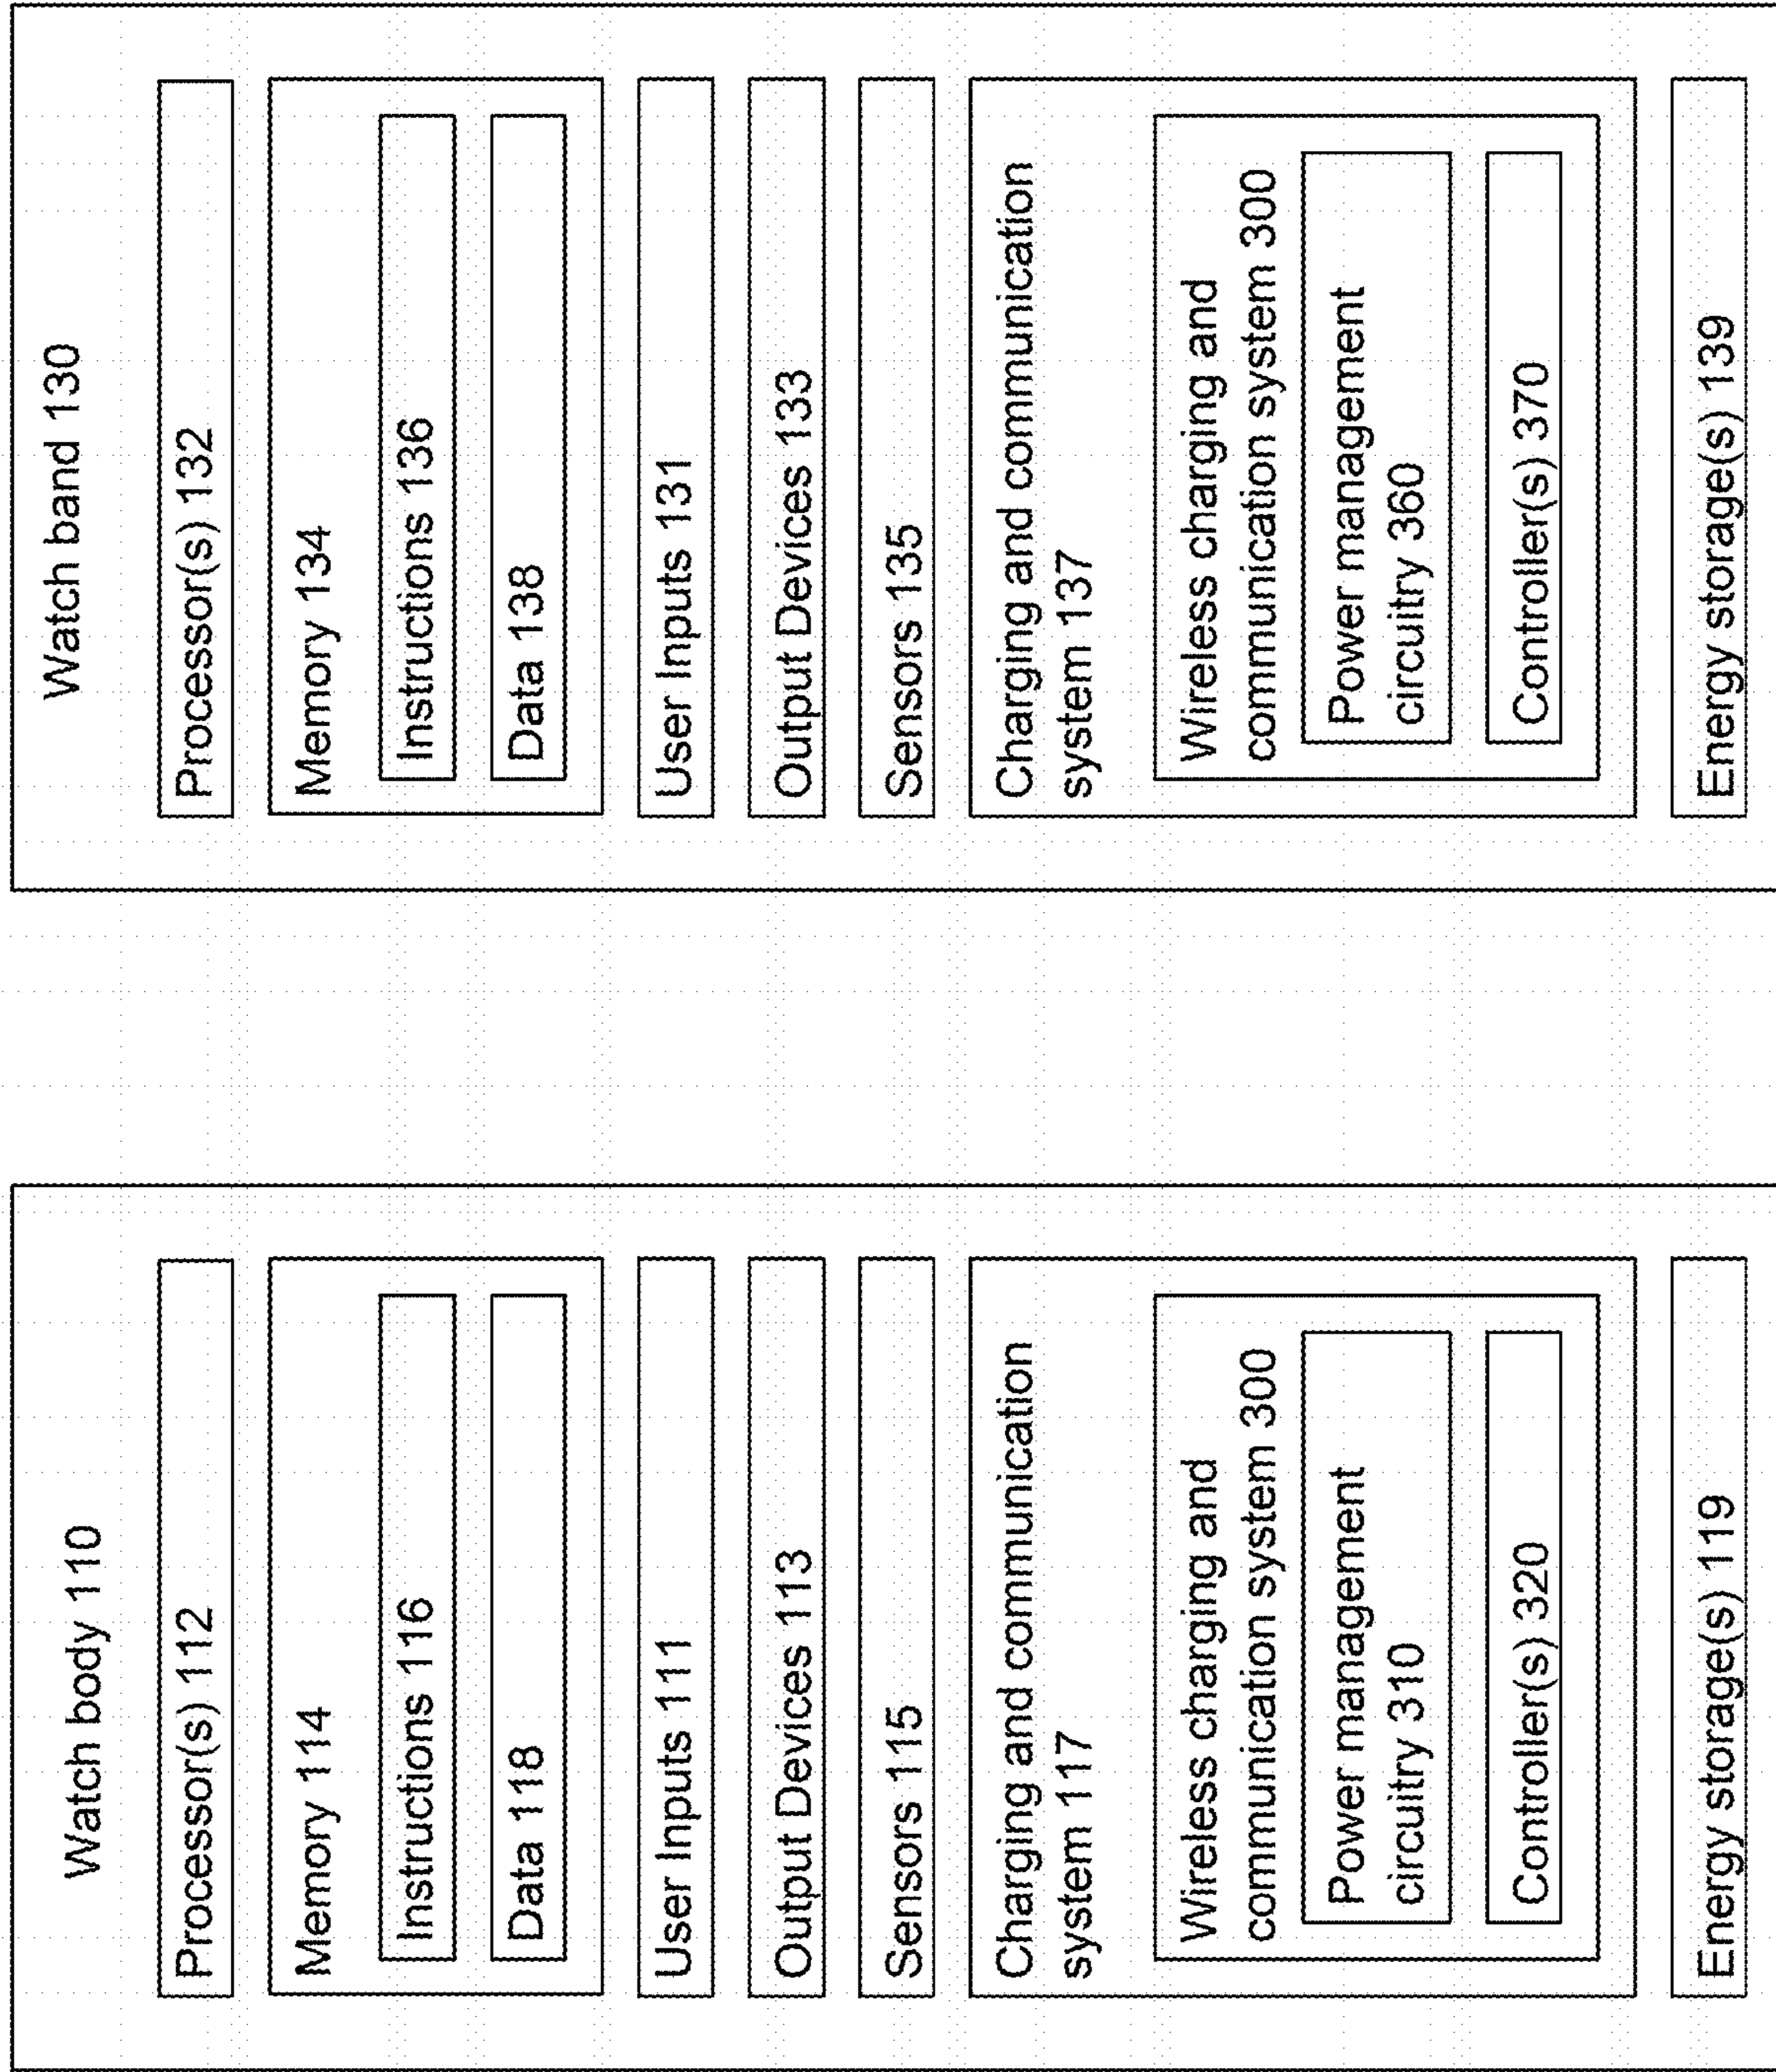 Watch body 110
Processor(s) 112
Memory 114
Instructions 116
Data 118
User Inputs 111
Output Devices 113
Sensors 115
Charging and communication
system 117
Wireless charging and
communication system 300
Power management
circuitry 310
Controller(s) 320
Energy storage(s) 119
Watch band 130
Processor(s) 132
Memory 134
Instructions 136
Data 138
User Inputs 131
Output Devices 133
Sensors 135
Charging and communication
system 137
Wireless charging and
communication system 300
Power management
circuitry 360
Controller(s) 370
Energy storage(s) 139